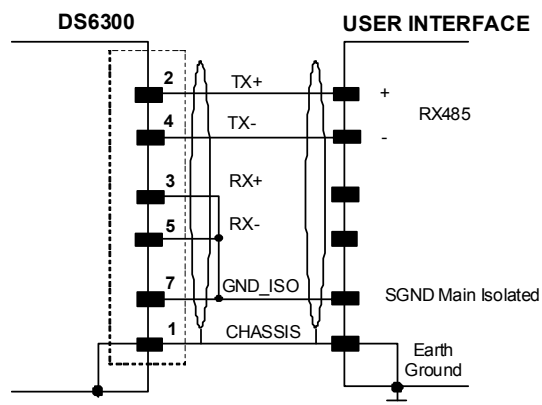 DS6300
USER INTERFACE
2
TX+
+
RX485
4
TX-
-
3
RX+
5
RX-
7
GND_ISO
SGND Main Isolated
1
CHASSIS
Earth
Ground